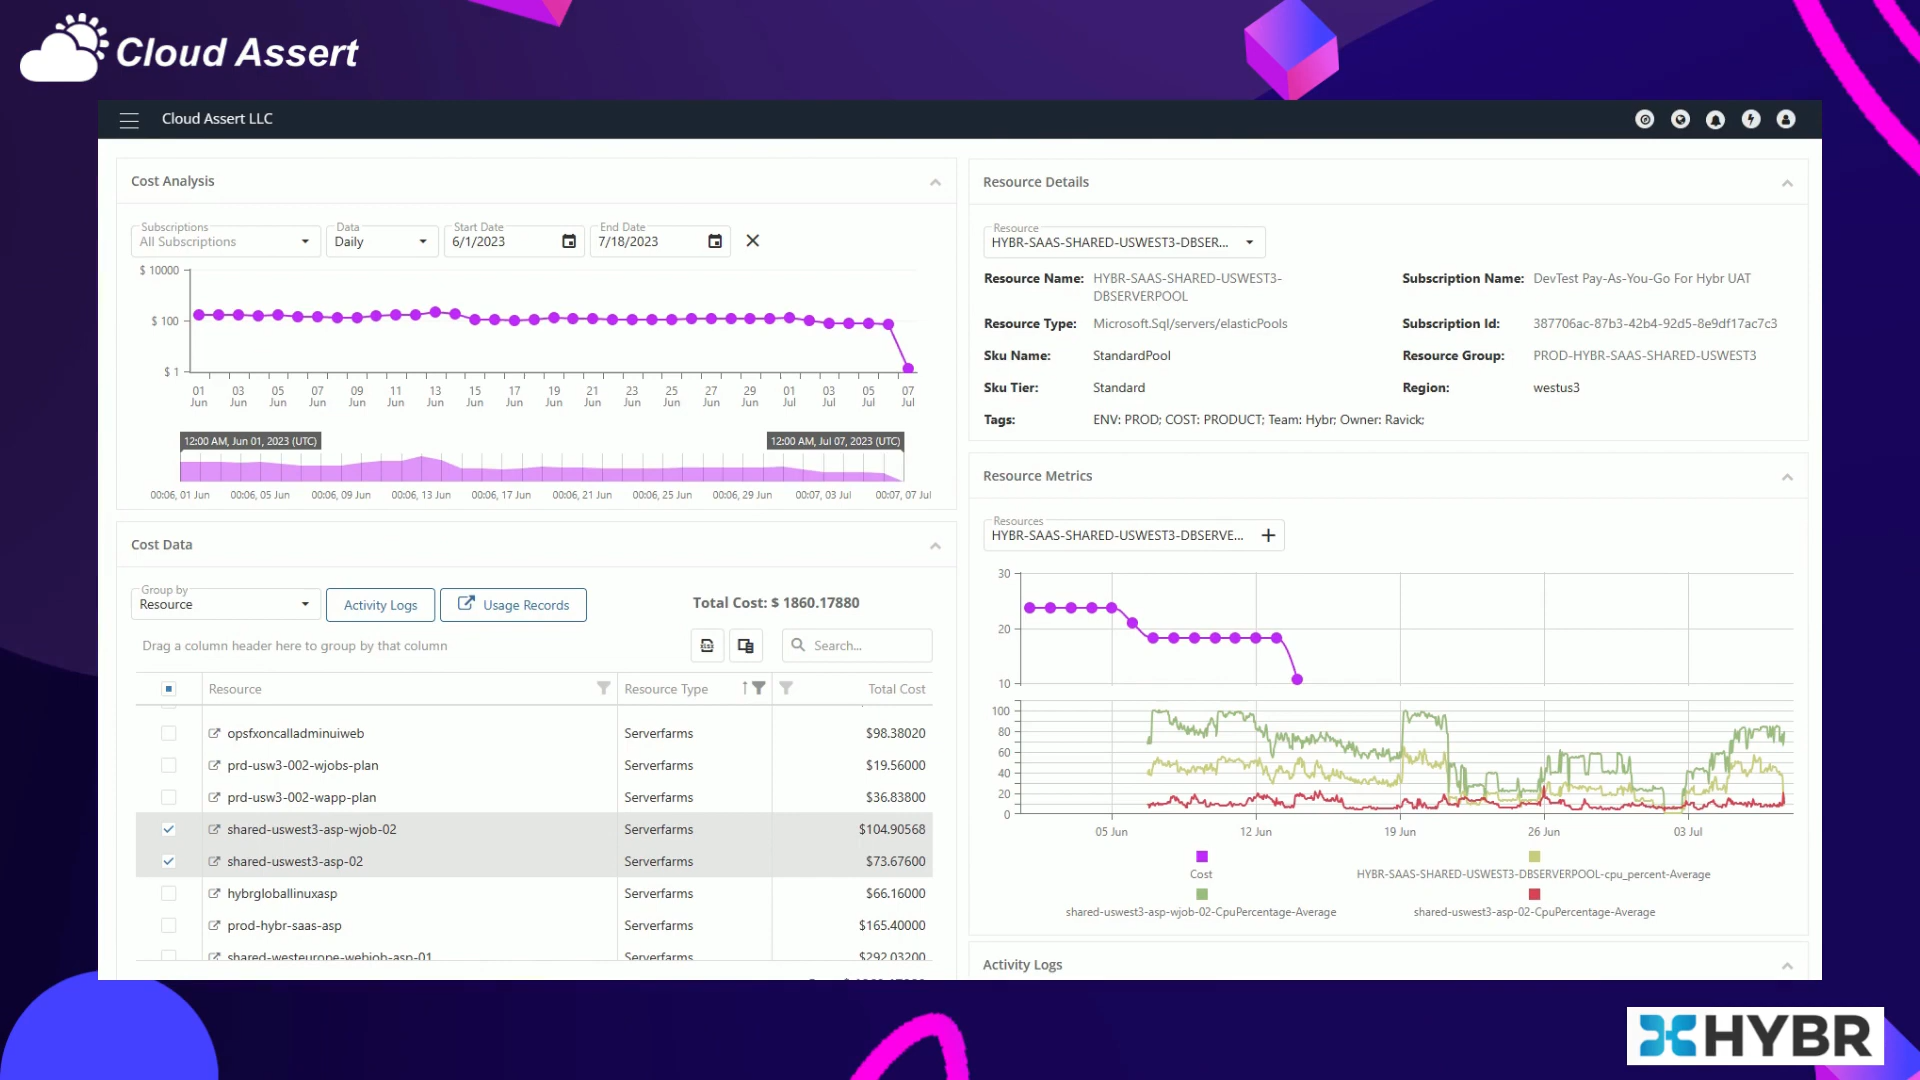 Cloud Assert
Cloud Assert LLC
Cost Analysis
Subscriptions
All Subscriptions
Data
Daily
Start Date
6/1/2023
End Date
7/18/2023
$ 10000
$ 100
$ 1
01 Jun
03 Jun
05 Jun
07 Jun
09 Jun
11 Jun
13 Jun
15 Jun
17 Jun
19 Jun
21 Jun
23 Jun
25 Jun
27 Jun
29 Jun
01 Jul
03 Jul
05 Jul
07 Jul
12:00 AM, Jun 01, 2023 (UTC)
12:00 AM, Jul 07, 2023 (UTC)
00:06, 01 Jun
00:06, 05 Jun
00:06, 09 Jun
00:06, 13 Jun
00:06, 17 Jun
00:06, 21 Jun
00:06, 25 Jun
00:06, 29 Jun
00:07, 03 Jul
00:07, 07 Jul
Cost Data
Group by
Resource
Activity Logs
Usage Records
Total Cost: $ 1860.17880
Drag a column header here to group by that column
Search...
Resource
Resource Type
Total Cost
opsfxoncalladminuiweb Serverfarms $98.38020
prd-usw3-002-wjobs-plan Serverfarms $19.56000
prd-usw3-002-wapp-plan Serverfarms $36.83800
shared-uswest3-asp-wjob-02 Serverfarms $104.90568
shared-uswest3-asp-02 Serverfarms $73.67600
hybrgloballinuxasp Serverfarms $66.16000
prod-hybr-saas-asp Serverfarms $165.40000
shared-westeurope-webjob-asp-01 Serverfarms $292.03200
Resource Details
Resource
HYBR-SAAS-SHARED-USWEST3-DBSER...
Resource Name: HYBR-SAAS-SHARED-USWEST3-
DBSERVERPOOL
Subscription Name: DevTest Pay-As-You-Go For Hybr UAT
Resource Type: Microsoft.Sql/servers/elasticPools
Subscription Id: 387706ac-87b3-42b4-92d5-8e9df17ac7c3
Sku Name: StandardPool
Resource Group: PROD-HYBR-SAAS-SHARED-USWEST3
Sku Tier: Standard
Region: westus3
Tags: ENV: PROD; COST: PRODUCT; Team: Hybr; Owner: Ravick;
Resource Metrics
Resources
HYBR-SAAS-SHARED-USWEST3-DBSERVE...
30
20
10
100
80
60
40
20
0
05 Jun
12 Jun
19 Jun
26 Jun
03 Jul
Cost
HYBR-SAAS-SHARED-USWEST3-DBSERVERPOOL-cpu_percent-Average
shared-uswest3-asp-wjob-02-CpuPercentage-Average
shared-uswest3-asp-02-CpuPercentage-Average
Activity Logs
HYBR